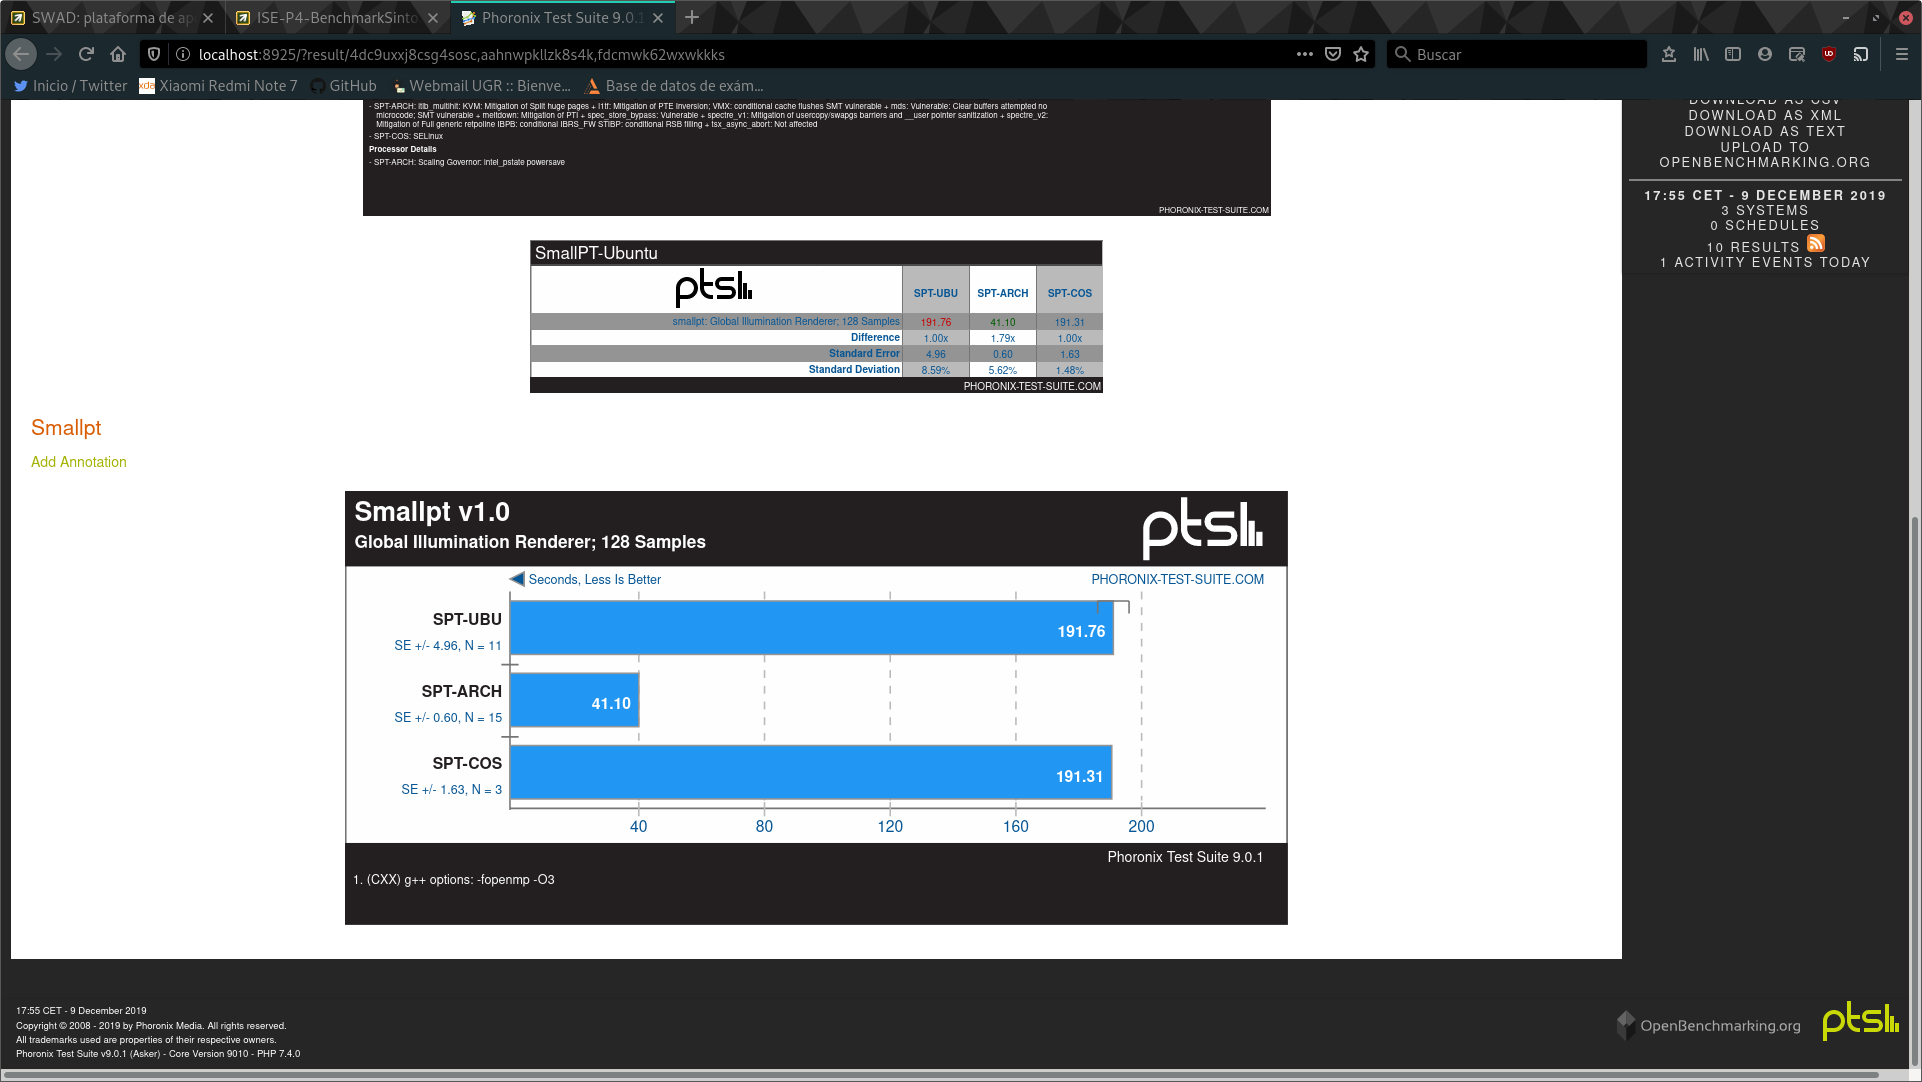 SWAD: plataforma de ap
ISE-P4-BenchmarkSinto
Phoronix Test Suite 9.0.1
localhost:8925/?result/4dc9uxxj8csg4sosc,aahnwpkllzk8s4k,fdcmwk62wxwkkks
Buscar
Inicio / Twitter
xda Xiaomi Redmi Note 7
GitHub
Webmail UGR :: Bienve...
Base de datos de exám...
- SPT-ARCH: itlb_multihit: KVM: Mitigation of Split huge pages + l1tf: Mitigation of PTE Inversion; VMX: conditional cache flushes SMT vulnerable + mds: Vulnerable: Clear buffers attempted no
microcode; SMT vulnerable + meltdown: Mitigation of PTI + spec_store_bypass: Vulnerable + spectre_v1: Mitigation of usercopy/swapgs barriers and __user pointer sanitization + spectre_v2:
Mitigation of Full generic retpoline IBPB: conditional IBRS_FW STIBP: conditional RSB filling + tsx_async_abort: Not affected
- SPT-COS: SELinux
Processor Details
- SPT-ARCH: Scaling Governor: intel_pstate powersave
PHORONIX-TEST-SUITE.COM
DOWNLOAD AS CSV
DOWNLOAD AS XML
DOWNLOAD AS TEXT
UPLOAD TO
OPENBENCHMARKING.ORG
17:55 CET - 9 DECEMBER 2019
3 SYSTEMS
0 SCHEDULES
10 RESULTS
1 ACTIVITY EVENTS TODAY
SmallPT-Ubuntu
pts
SPT-UBU SPT-ARCH SPT-COS
smallpt: Global Illumination Renderer; 128 Samples 191.76 41.10 191.31
Difference 1.00x 1.79x 1.00x
Standard Error 4.96 0.60 1.63
Standard Deviation 8.59% 5.62% 1.48%
PHORONIX-TEST-SUITE.COM
Smallpt
Add Annotation
Smallpt v1.0
Global Illumination Renderer; 128 Samples
pts
Seconds, Less Is Better
PHORONIX-TEST-SUITE.COM
SPT-UBU
SE +/- 4.96, N = 11
191.76
SPT-ARCH
SE +/- 0.60, N = 15
41.10
SPT-COS
SE +/- 1.63, N = 3
191.31
40 80 120 160 200
Phoronix Test Suite 9.0.1
1. (CXX) g++ options: -fopenmp -O3
17:55 CET - 9 December 2019
Copyright © 2008 - 2019 by Phoronix Media. All rights reserved.
All trademarks used are properties of their respective owners.
Phoronix Test Suite v9.0.1 (Asker) - Core Version 9010 - PHP 7.4.0
OpenBenchmarking.org
pts